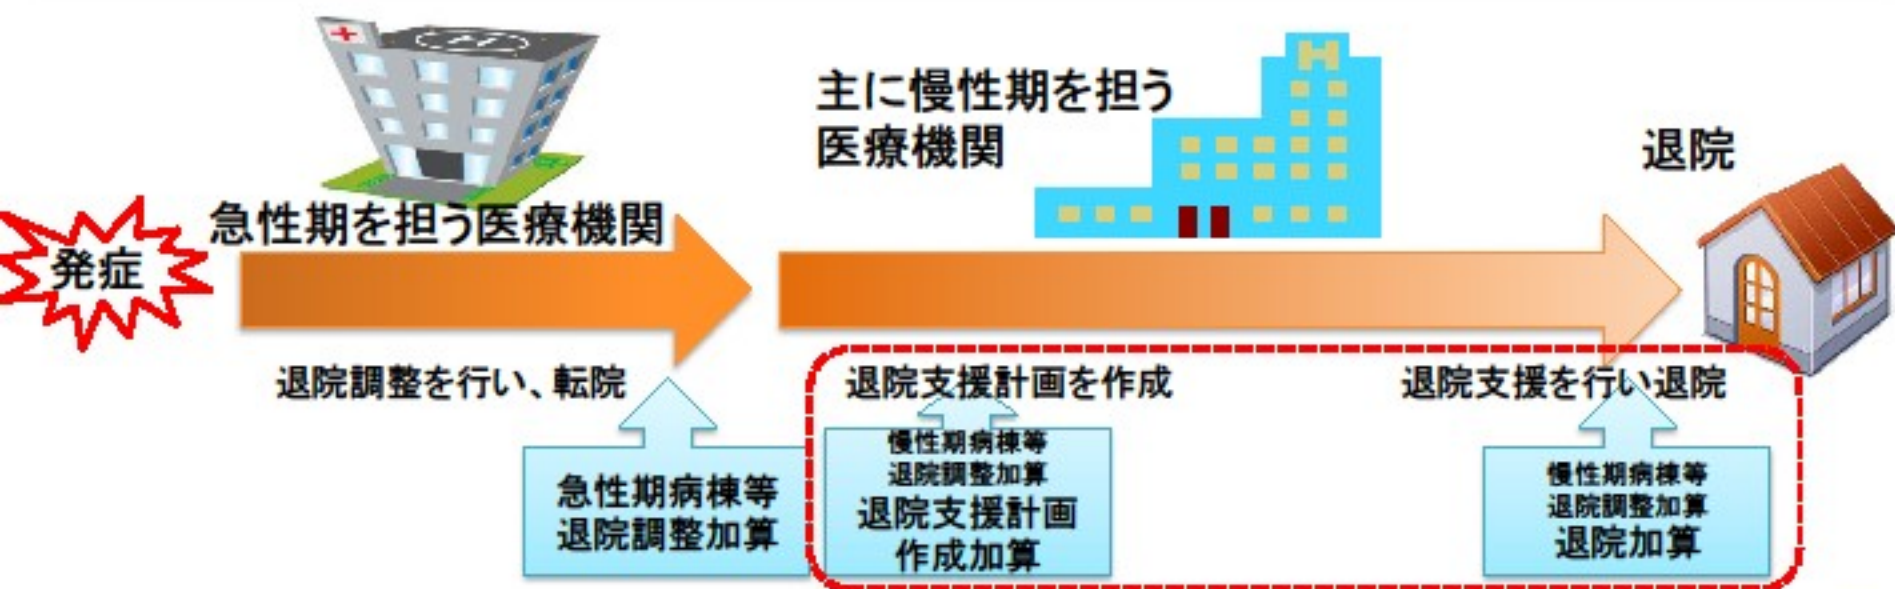 主に慢性期を担う
医療機関
退院
発症
急性期を担う医療機関
退院調整を行い、転院
退院支援計画を作成
退院支援を行い退院
急性期病棟等
退院調整加算
慢性期病棟等
退院調整加算
退院支援計画
作成加算
慢性期病棟等
退院調整加算
退院加算